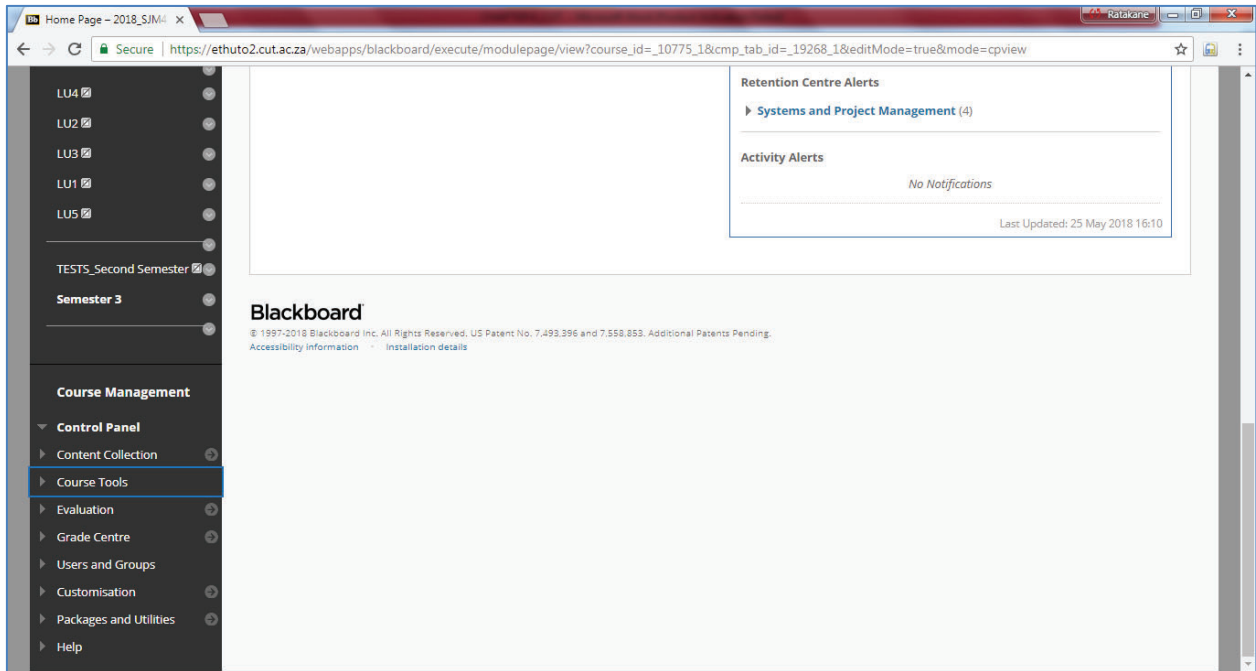 Bb Home Page – 2018_SJM4
Ratakane
Secure https://ethuto2.cut.ac.za/webapps/blackboard/execute/modulepage/view?course_id=_10775_1&cmp_tab_id=_19268_1&editMode=true&mode=cpview
LU4
LU2
LU3
LU1
LU5
TESTS_Second Semester
Semester 3
Course Management
Control Panel
Content Collection
Course Tools
Evaluation
Grade Centre
Users and Groups
Customisation
Packages and Utilities
Help
Retention Centre Alerts
Systems and Project Management (4)
Activity Alerts
No Notifications
Last Updated: 25 May 2018 16:10
Blackboard
© 1997-2018 Blackboard Inc. All Rights Reserved. US Patent No. 7.493.396 and 7.558.853. Additional Patents Pending.
Accessibility information · Installation details